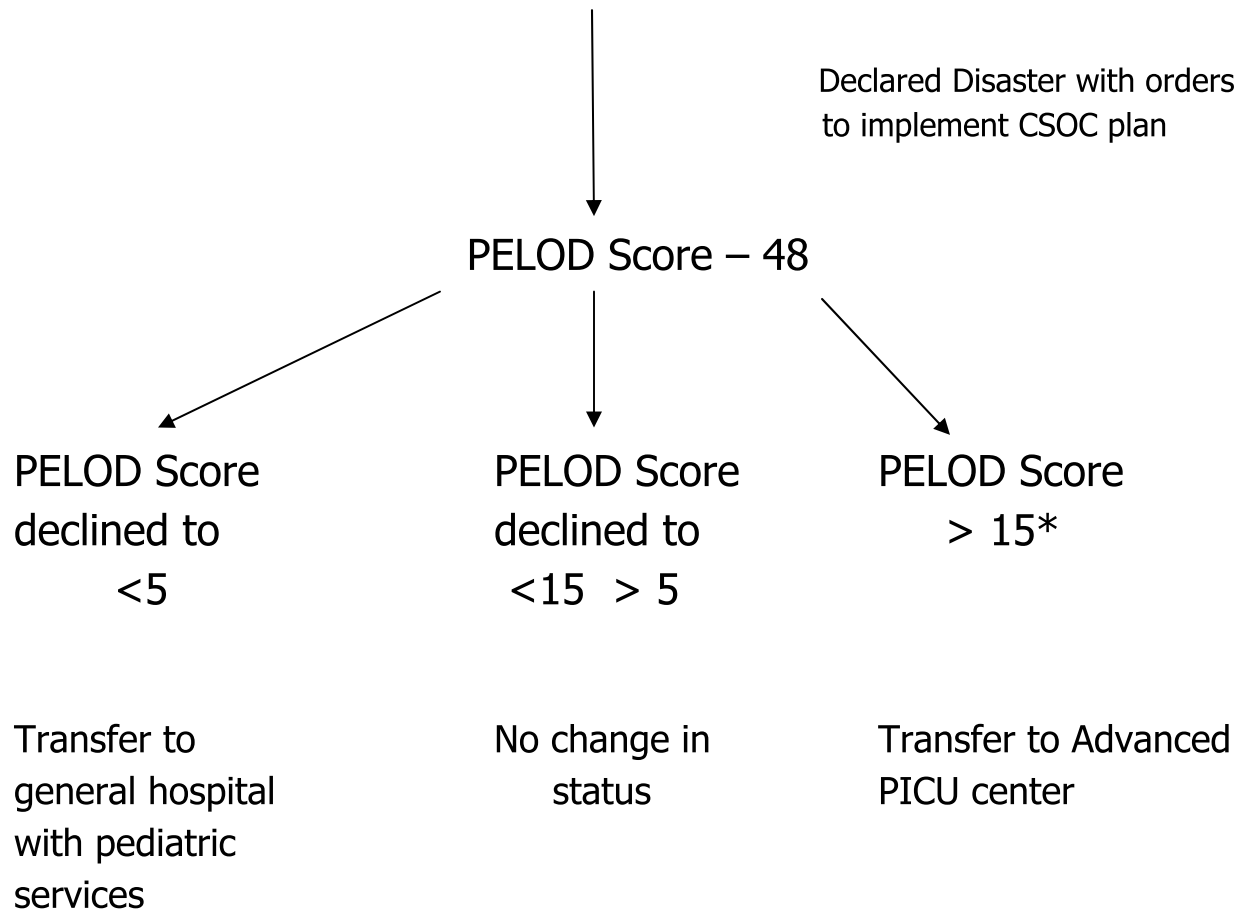 Declared Disaster with orders
to implement CSOC plan
PELOD Score – 48
PELOD Score
declined to
<5
PELOD Score
declined to
<15 > 5
PELOD Score
> 15*
Transfer to
general hospital
with pediatric
services
No change in
status
Transfer to Advanced
PICU center